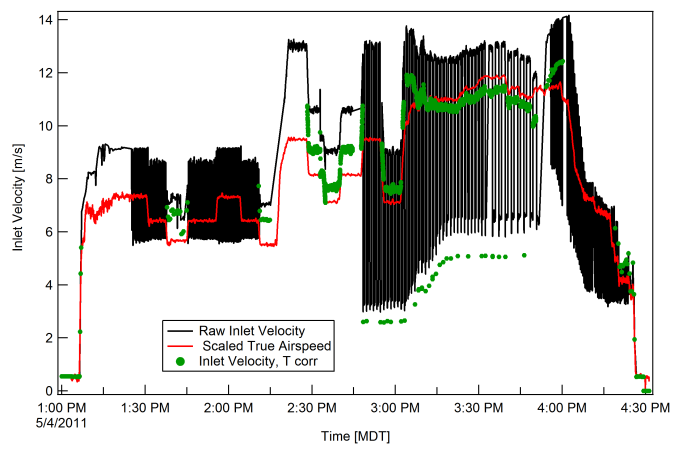 14
12
10
8
6
4
2
0
Inlet Velocity [m/s]
Raw Inlet Velocity
Scaled True Airspeed
Inlet Velocity, T corr
1:00 PM 1:30 PM 2:00 PM 2:30 PM 3:00 PM 3:30 PM 4:00 PM 4:30 PM
5/4/2011
Time [MDT]